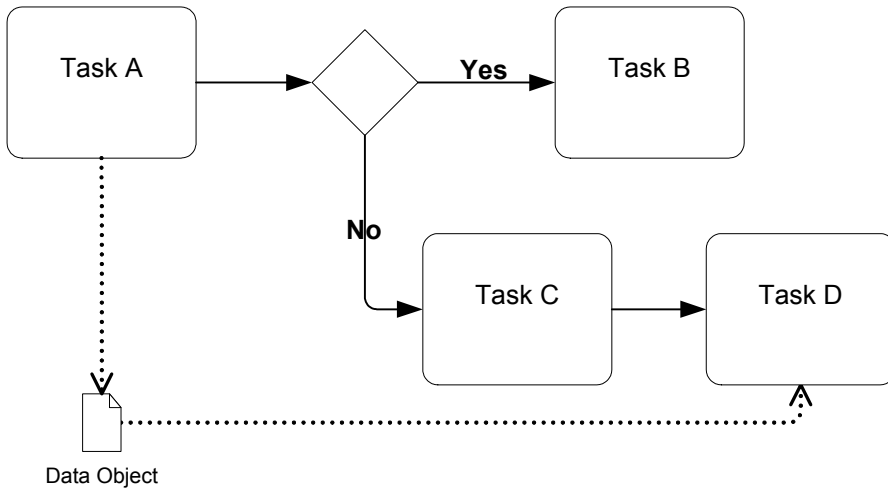 Task A
Yes
Task B
No
Task C
Task D
Data Object